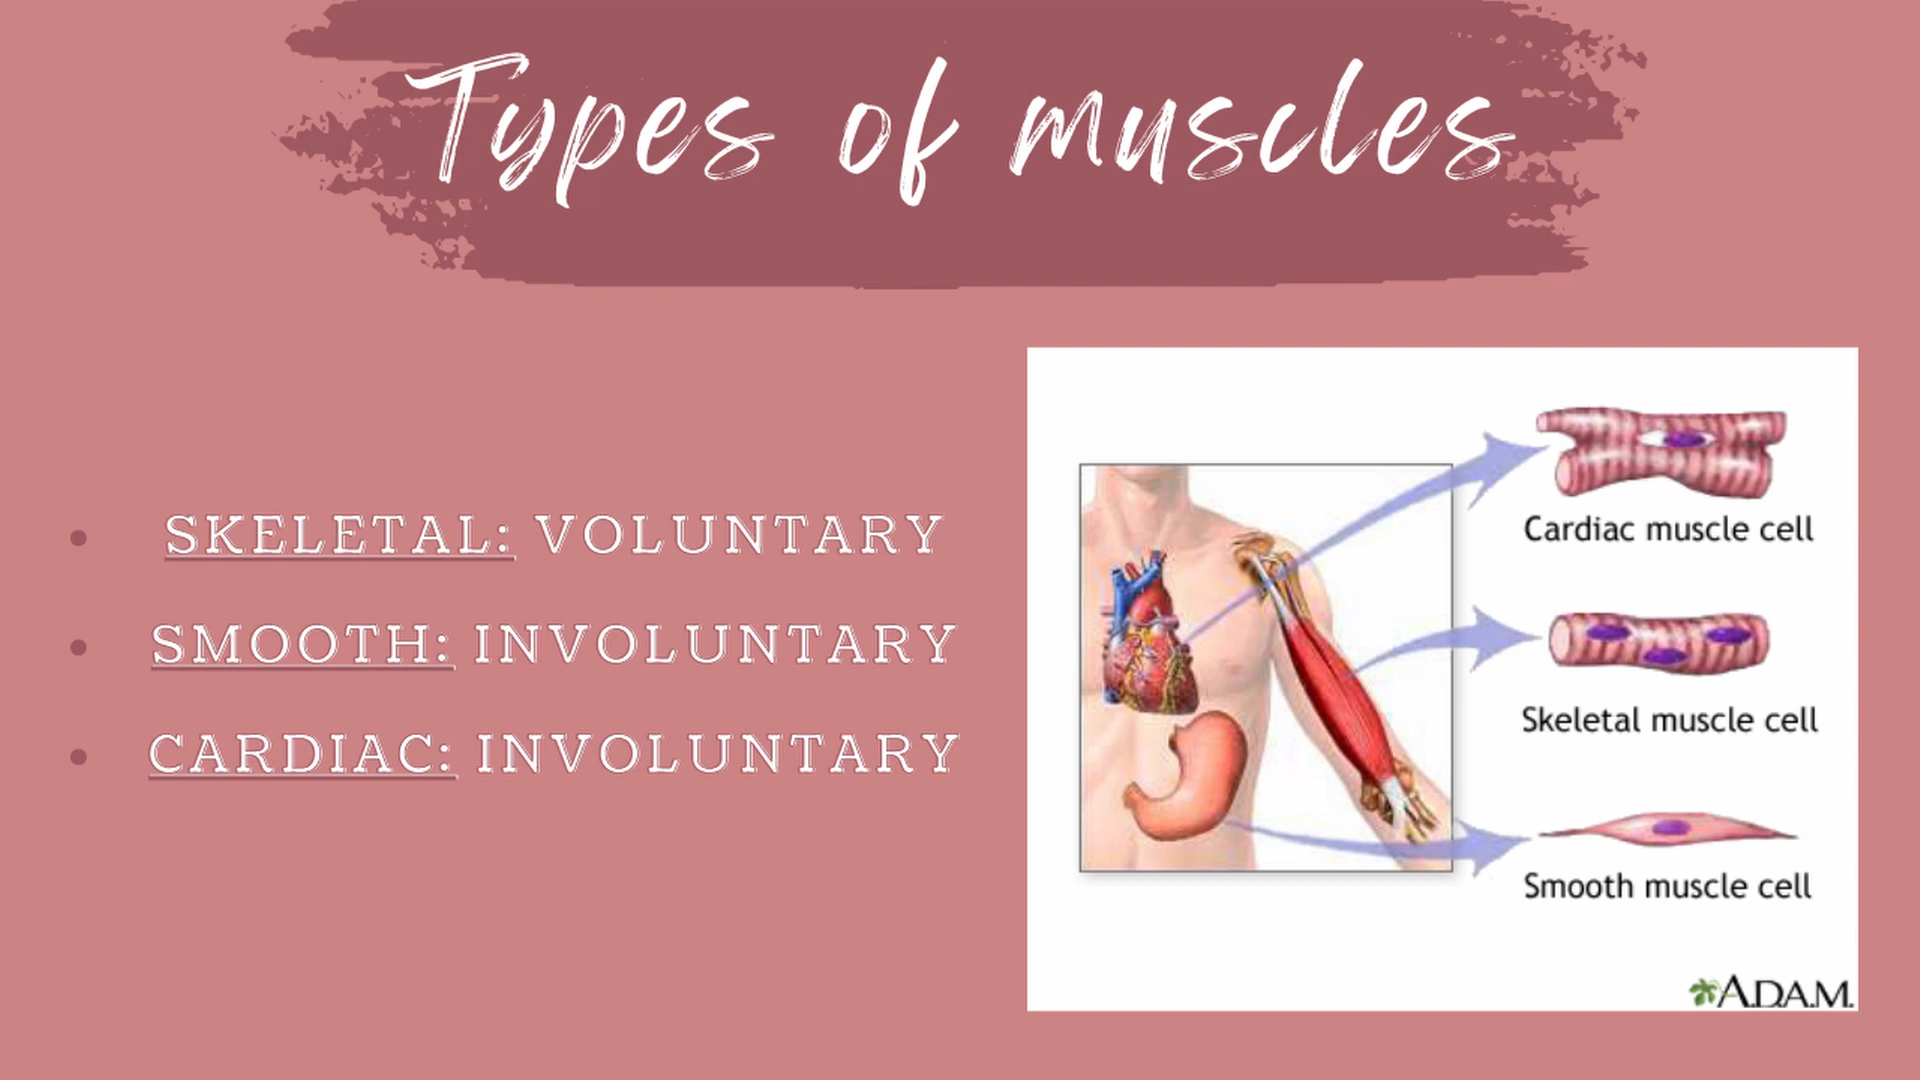 Types of muscles
SKELETAL: VOLUNTARY
SMOOTH: INVOLUNTARY
CARDIAC: INVOLUNTARY
Cardiac muscle cell
Skeletal muscle cell
Smooth muscle cell
A.D.A.M.